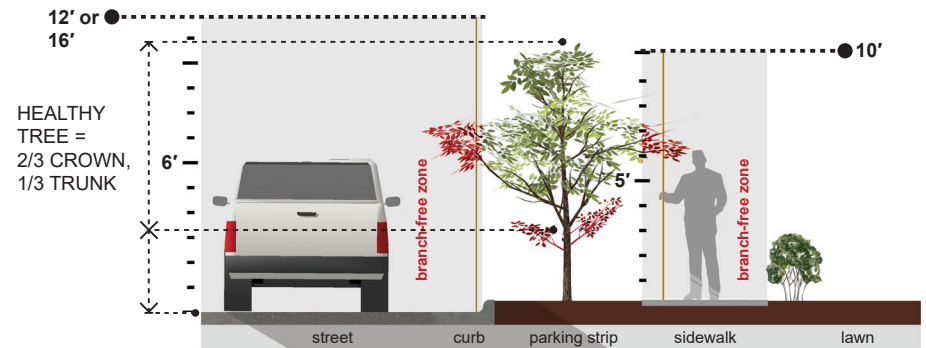 12′ or
16′
10′
HEALTHY
TREE =
2/3 CROWN,
1/3 TRUNK
6′
5′
branch-free zone
branch-free zone
street
curb
parking strip
sidewalk
lawn